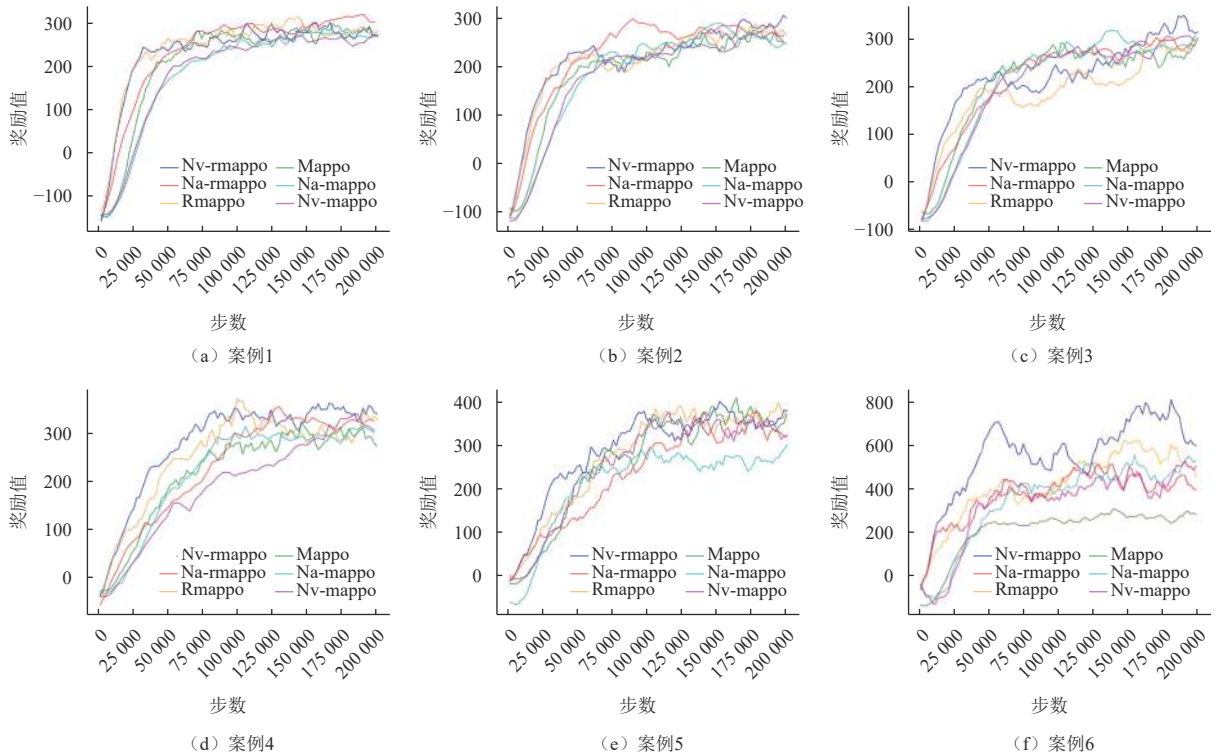 奖励值
300
200
100
0
−100
Nv-rmappo
Na-rmappo
Rmappo
Mappo
Na-mappo
Nv-mappo
0
25 000
50 000
75 000
100 000
125 000
150 000
175 000
200 000
步数
（a）案例1
奖励值
300
200
100
0
−100
Nv-rmappo
Na-rmappo
Rmappo
Mappo
Na-mappo
Nv-mappo
0
25 000
50 000
75 000
100 000
125 000
150 000
175 000
200 000
步数
（b）案例2
奖励值
300
200
100
0
−100
Nv-rmappo
Na-rmappo
Rmappo
Mappo
Na-mappo
Nv-mappo
0
25 000
50 000
75 000
100 000
125 000
150 000
175 000
200 000
步数
（c）案例3
奖励值
300
200
100
0
Nv-rmappo
Na-rmappo
Rmappo
Mappo
Na-mappo
Nv-mappo
0
25 000
50 000
75 000
100 000
125 000
150 000
175 000
200 000
步数
（d）案例4
奖励值
400
300
200
100
0
Nv-rmappo
Na-rmappo
Rmappo
Mappo
Na-mappo
Nv-mappo
0
25 000
50 000
75 000
100 000
125 000
150 000
175 000
200 000
步数
（e）案例5
奖励值
800
600
400
200
0
Nv-rmappo
Na-rmappo
Rmappo
Mappo
Na-mappo
Nv-mappo
0
25 000
50 000
75 000
100 000
125 000
150 000
175 000
200 000
步数
（f）案例6